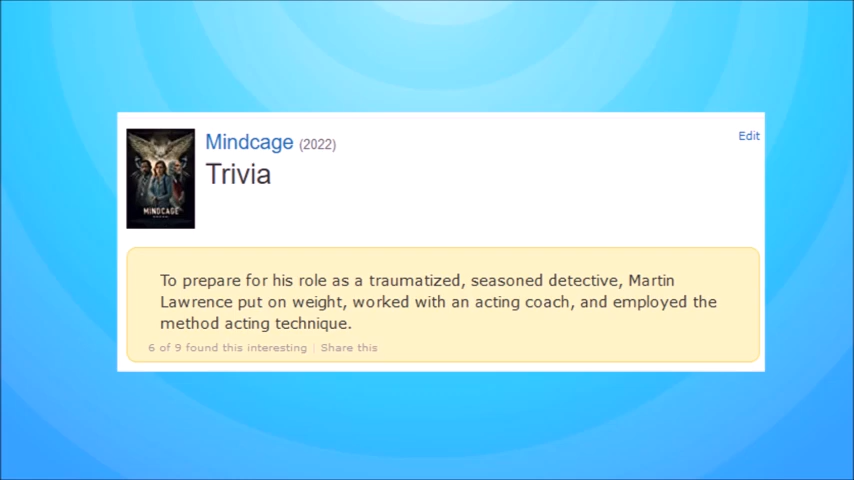 Mindcage (2022)
Edit
Trivia
MINDCAGE
To prepare for his role as a traumatized, seasoned detective, Martin
Lawrence put on weight, worked with an acting coach, and employed the
method acting technique.
6 of 9 found this interesting | Share this